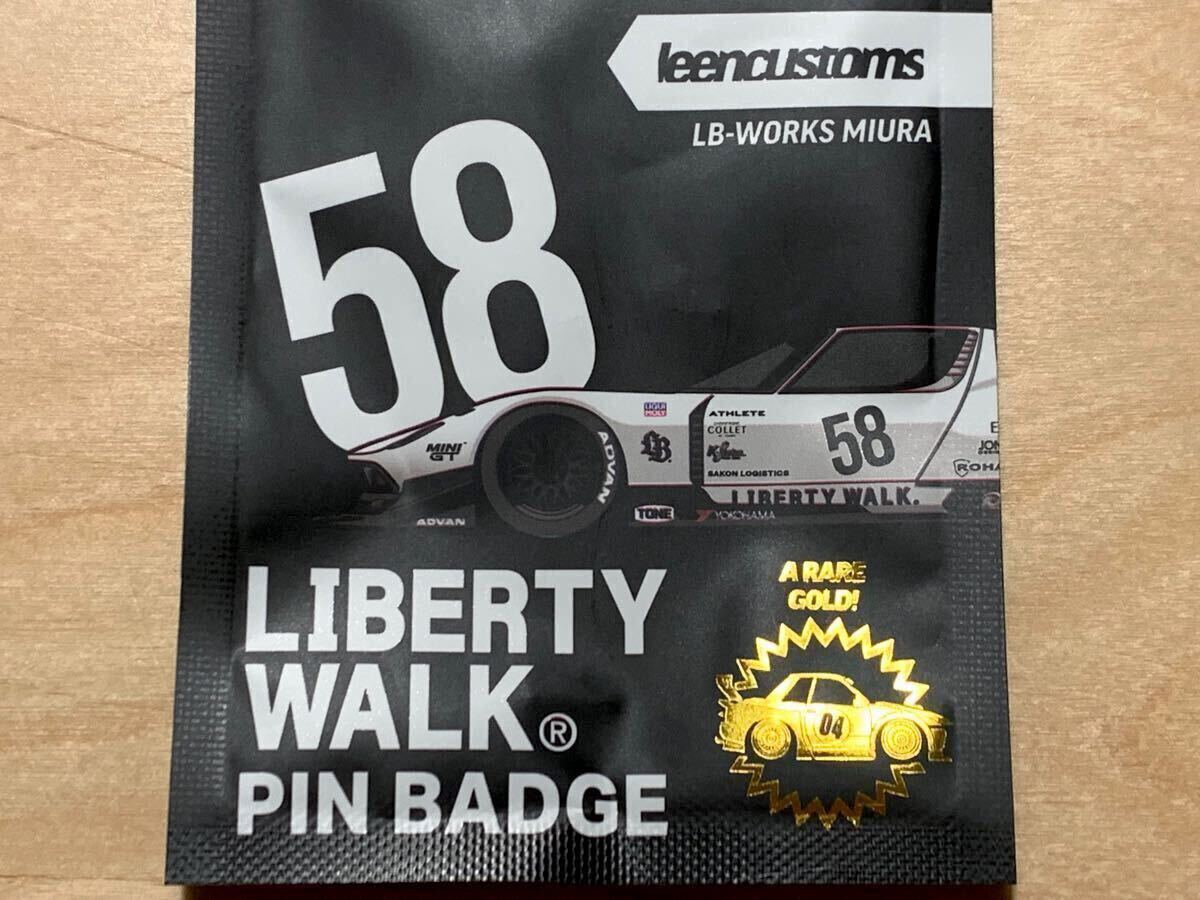 leencustoms
LB-WORKS MIURA
58
LIQUI
MOLY
ATHLETE
COLLET
58
MINI
GT
LB
ADVAN
SAKON LOGISTICS
LIBERTY WALK.
ADVAN
TONE
YOKOHAMA
LIBERTY
WALK®
PIN BADGE
A RARE
GOLD!
04